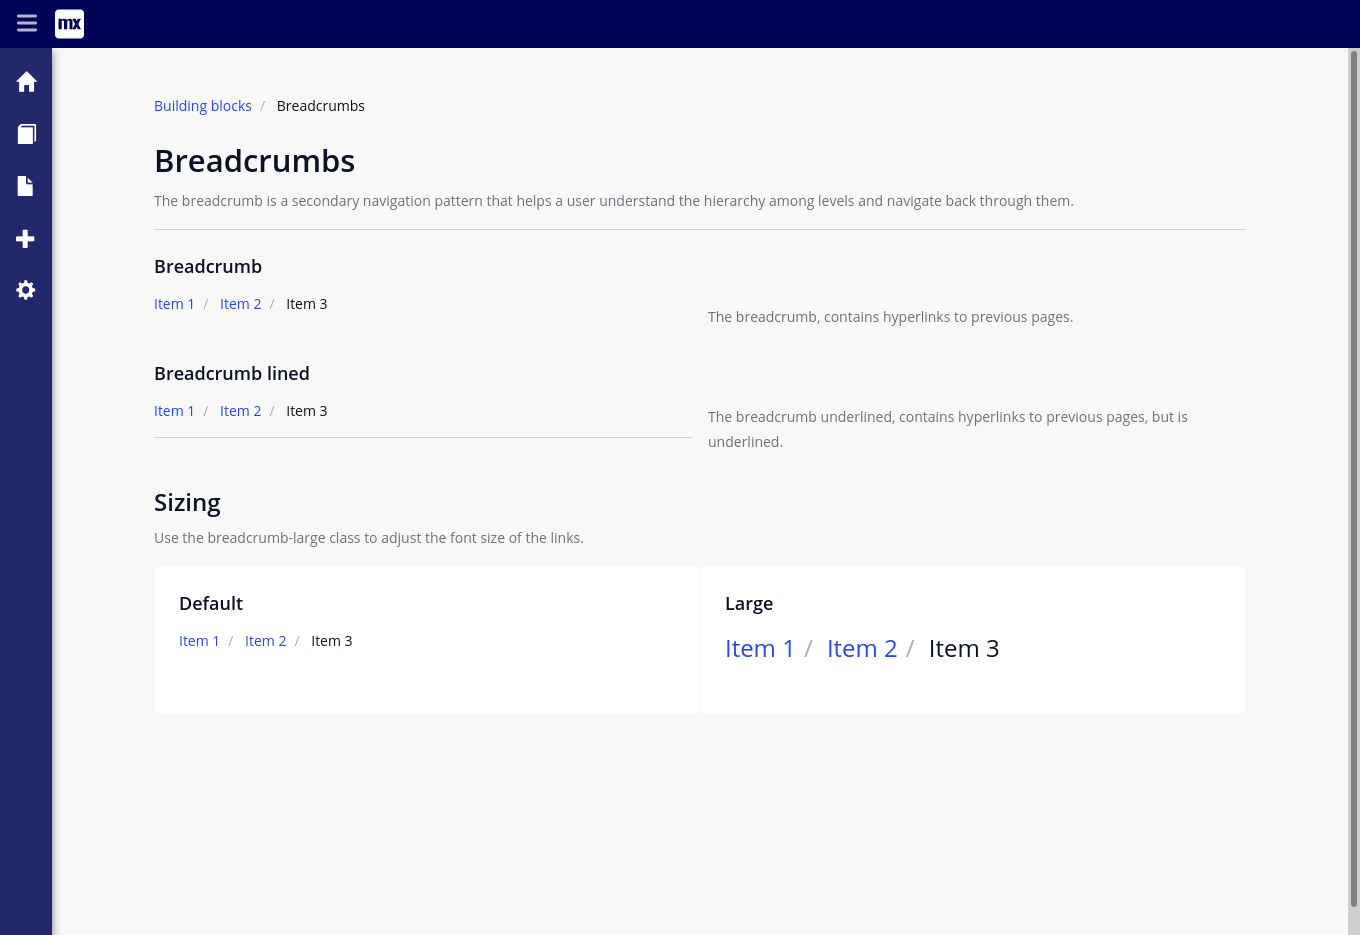 mx
Building blocks / Breadcrumbs
Breadcrumbs
The breadcrumb is a secondary navigation pattern that helps a user understand the hierarchy among levels and navigate back through them.
Breadcrumb
Item 1 / Item 2 / Item 3
The breadcrumb, contains hyperlinks to previous pages.
Breadcrumb lined
Item 1 / Item 2 / Item 3
The breadcrumb underlined, contains hyperlinks to previous pages, but is
underlined.
Sizing
Use the breadcrumb-large class to adjust the font size of the links.
Default
Item 1 / Item 2 / Item 3
Large
Item 1 / Item 2 / Item 3